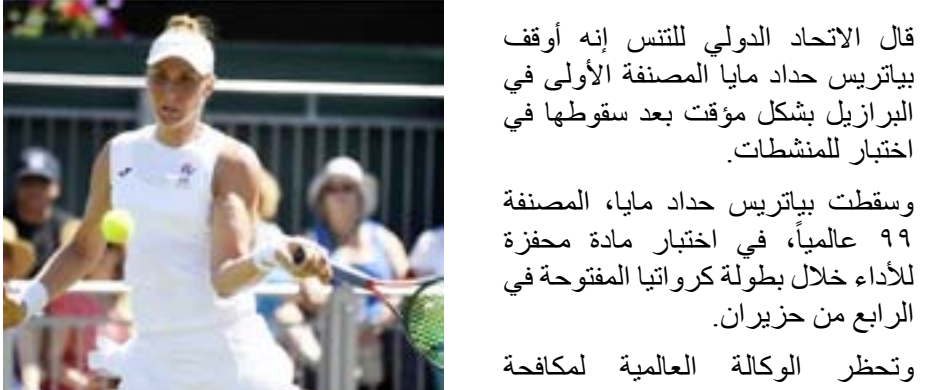 قال الاتحاد الدولي للتنس إنه أوقف
بياتريس حداد مايا المصنفة الأولى في
البرازيل بشكل مؤقت بعد سقوطها في
اختبار للمنشطات.
وسقطت بياتريس حداد مايا، المصنفة
٩٩ عالمياً، في اختبار مادة محفزة
للأداء خلال بطولة كرواتيا المفتوحة في
الرابع من حزيران.
وتحظر الوكالة العالمية لمكافحة